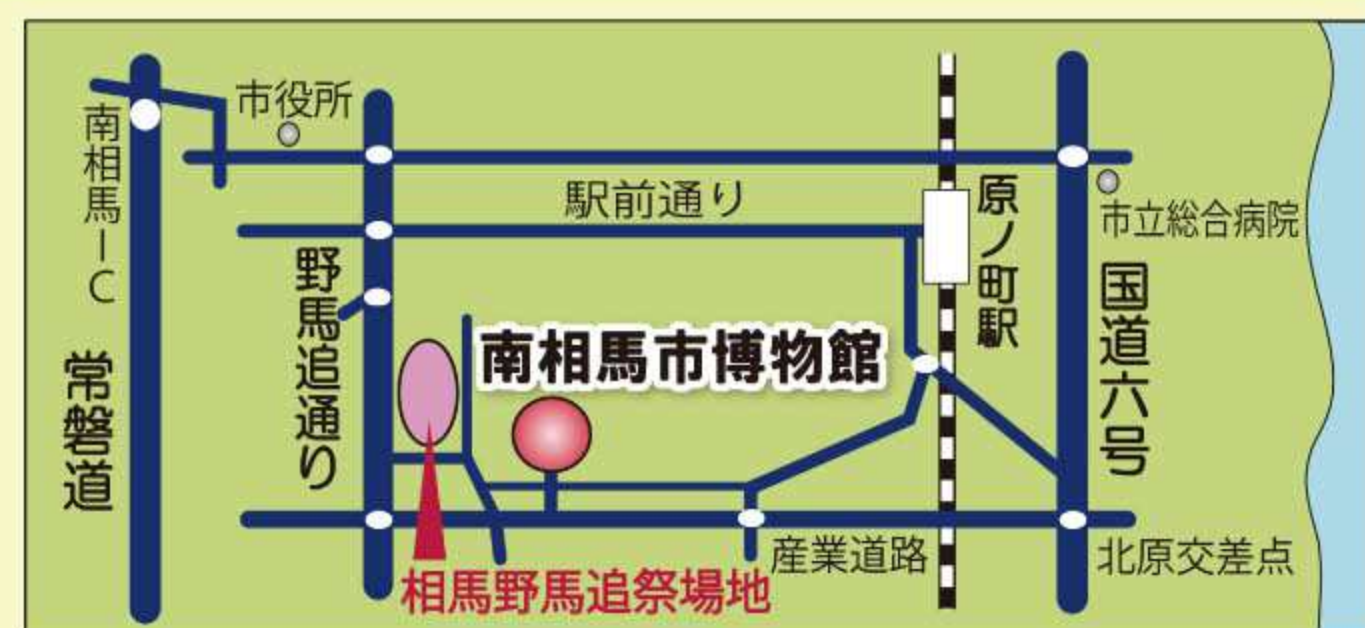 市役所
南相馬IC
駅前通り
原ノ町駅
市立総合病院
野馬追通り
国道六号
南相馬市博物館
常磐道
産業道路
北原交差点
相馬野馬追祭場地